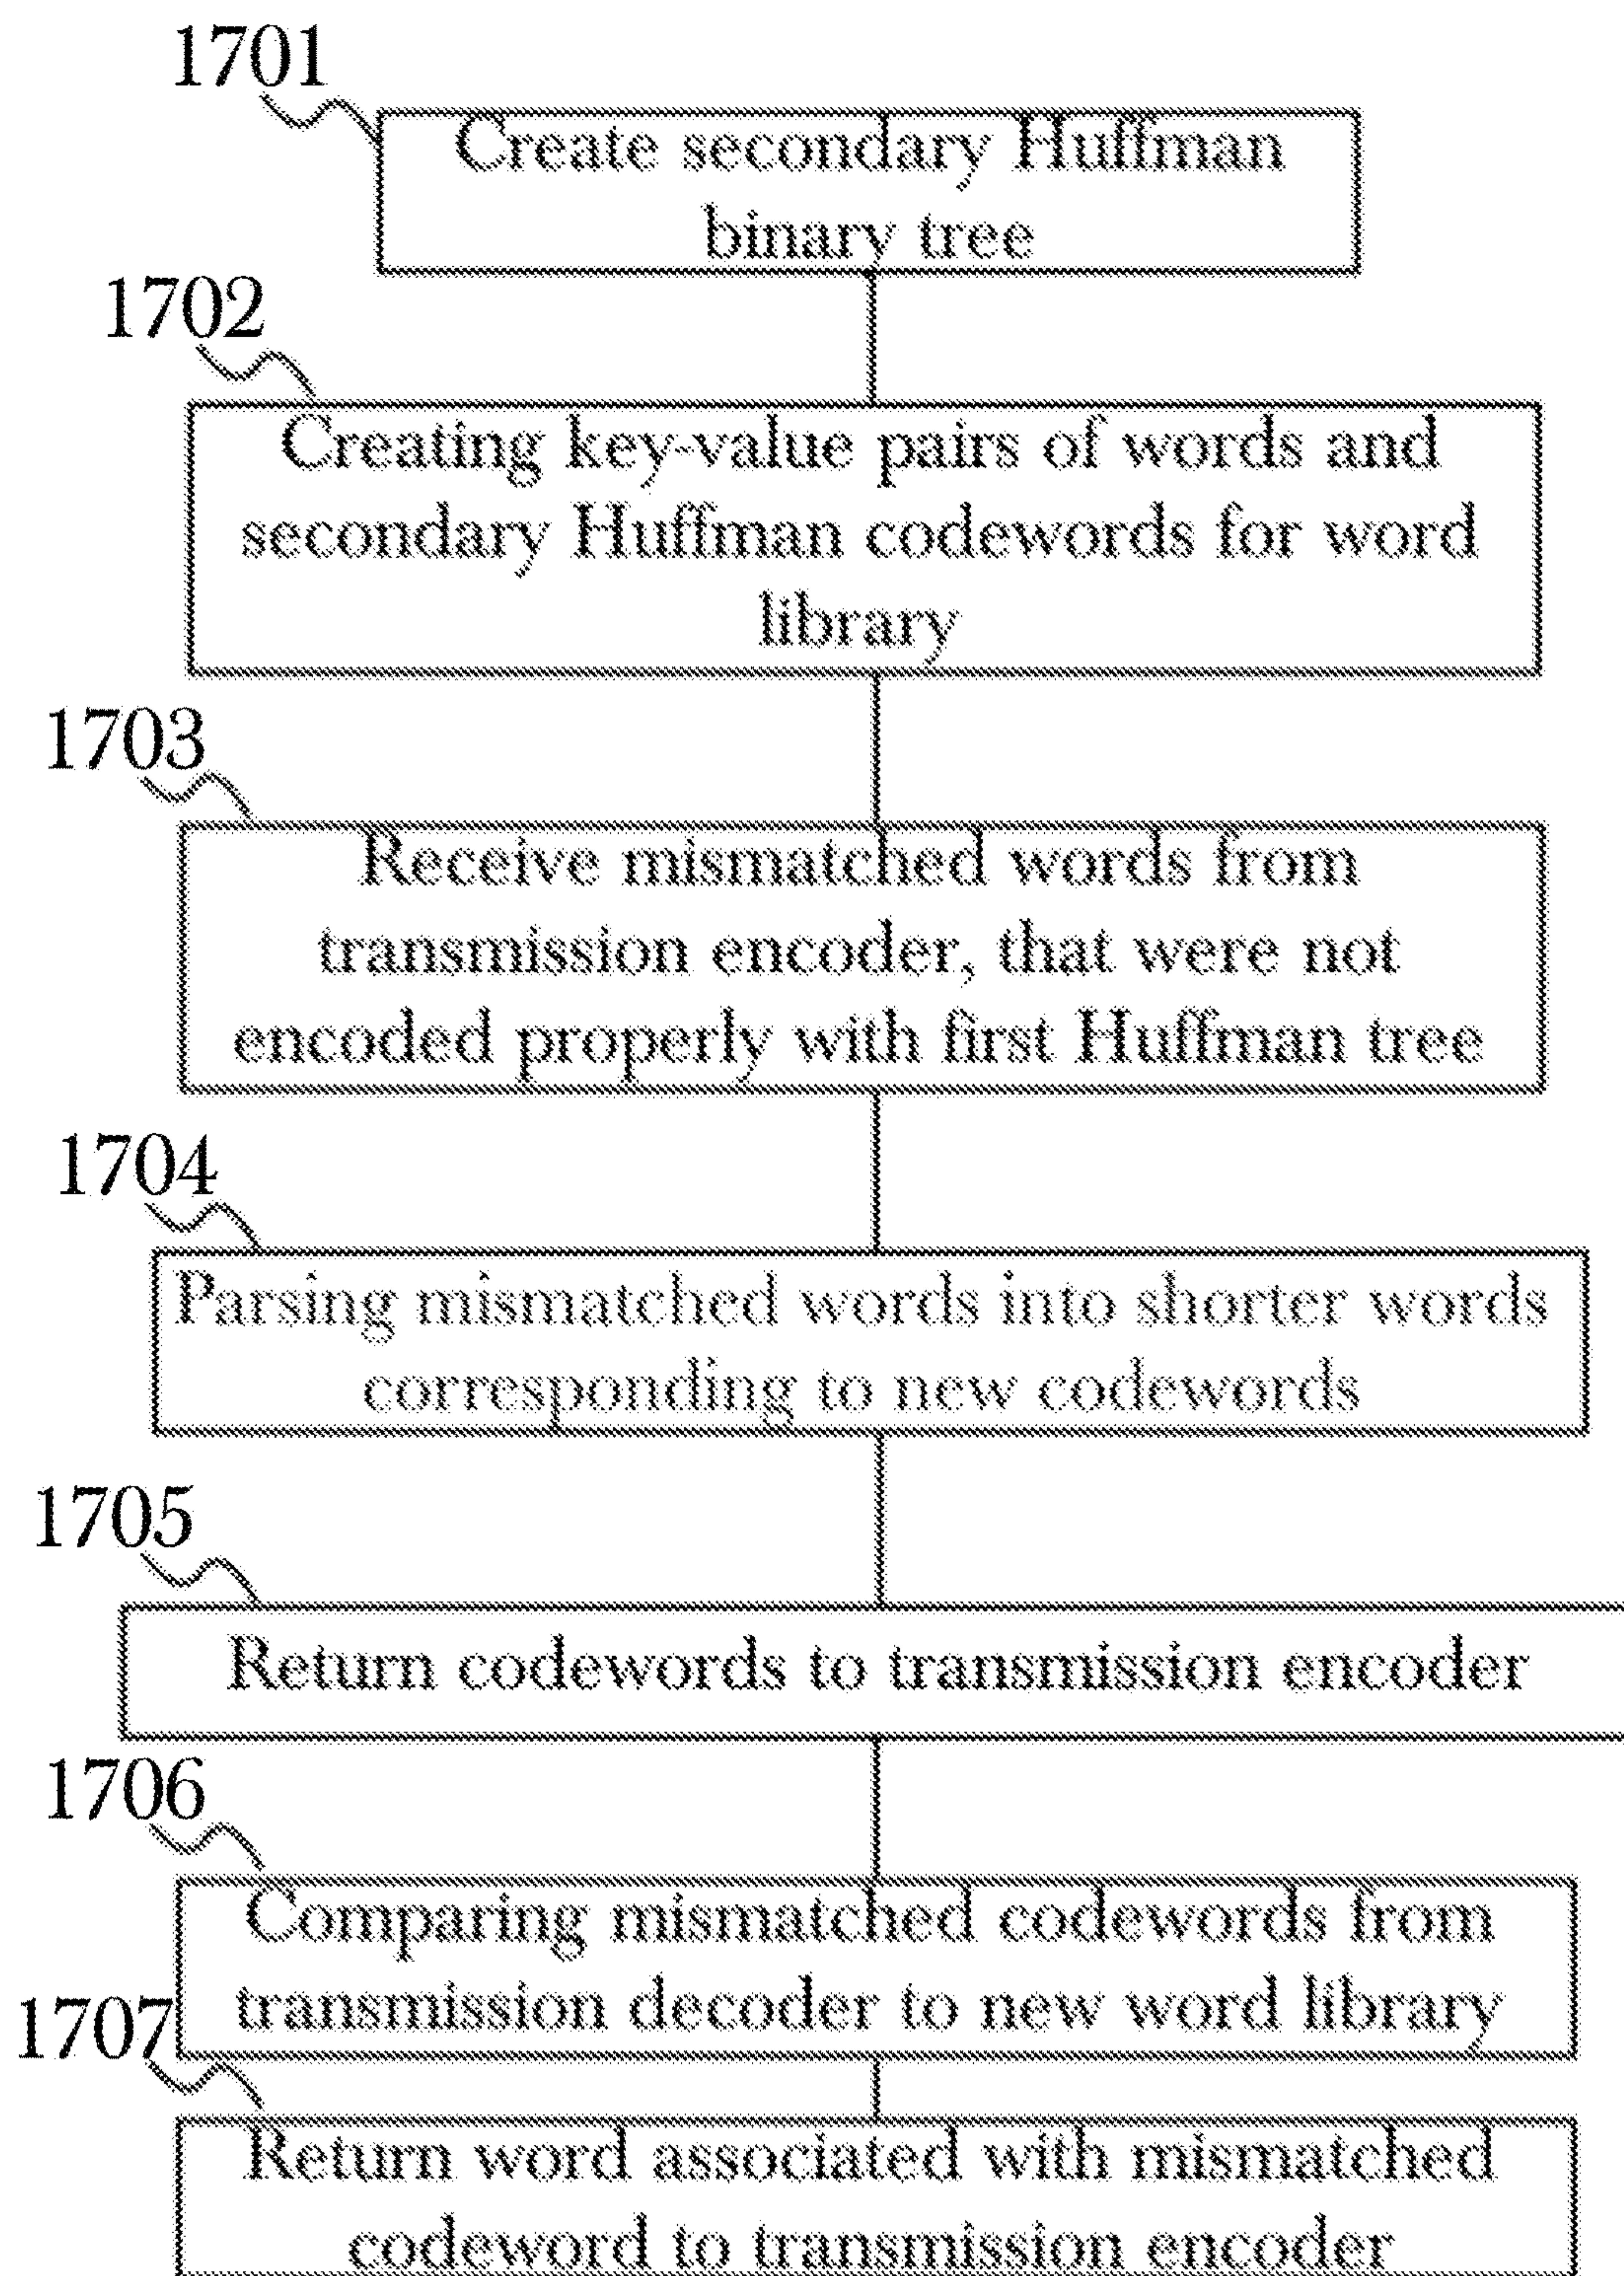 1701
Create secondary Huffman
binary tree
1702
Creating key-value pairs of words and
secondary Huffman codewords for word
library
1703
Receive mismatched words from
transmission encoder, that were not
encoded properly with first Huffman tree
1704
Parsing mismatched words into shorter words
corresponding to new codewords
1705
Return codewords to transmission encoder
1706
Comparing mismatched codewords from
transmission decoder to new word library
1707
Return word associated with mismatched
codeword to transmission encoder